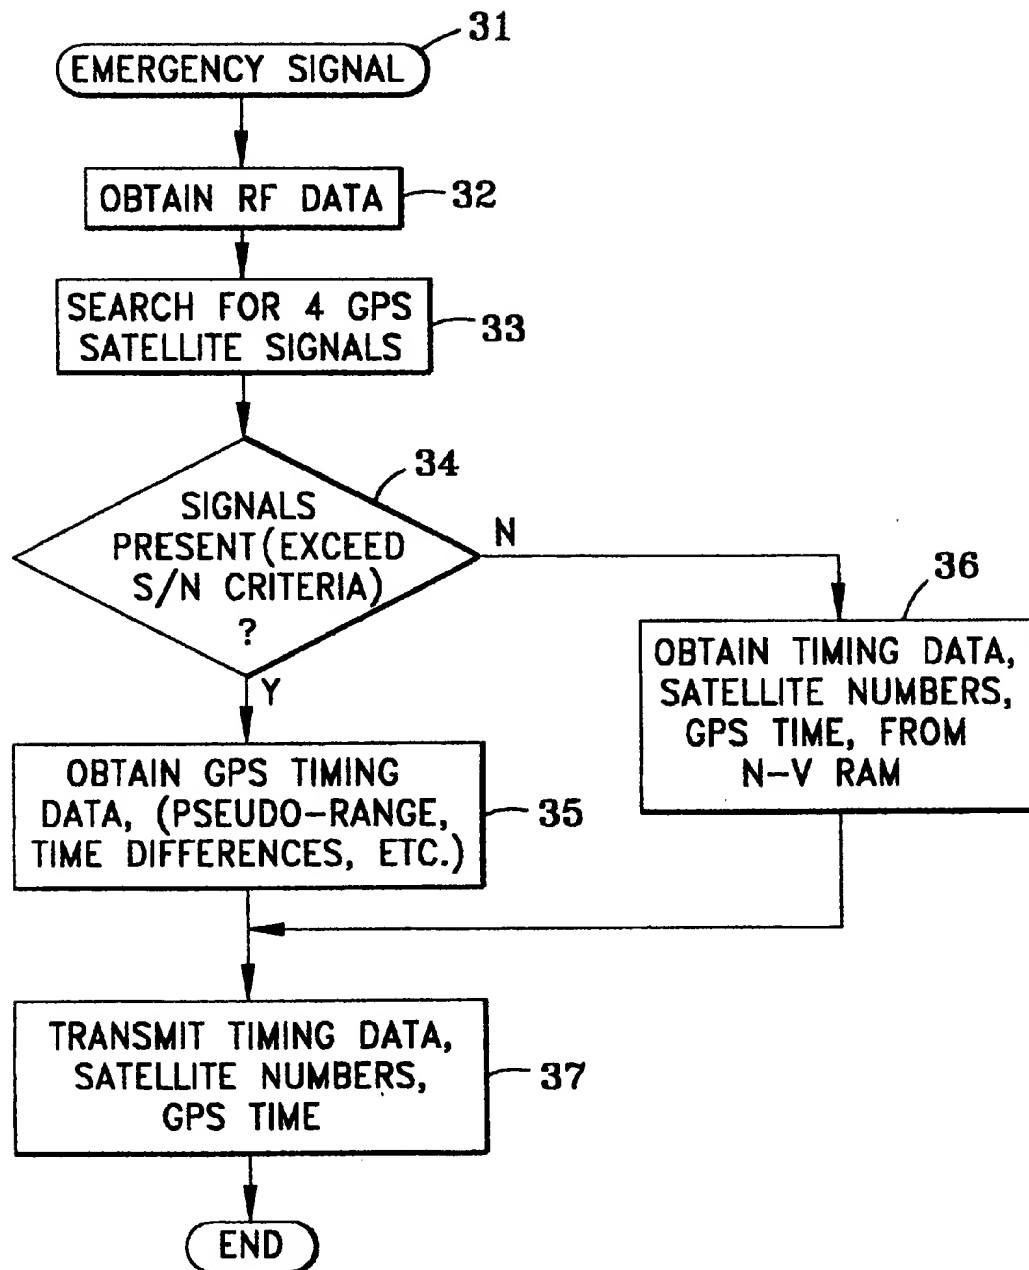 31
EMERGENCY SIGNAL
OBTAIN RF DATA
32
SEARCH FOR 4 GPS
SATELLITE SIGNALS
33
34
SIGNALS
PRESENT(EXCEED
S/N CRITERIA)
?
N
Y
36
OBTAIN TIMING DATA,
SATELLITE NUMBERS,
GPS TIME, FROM
N-V RAM
OBTAIN GPS TIMING
DATA, (PSEUDO-RANGE,
TIME DIFFERENCES, ETC.)
35
TRANSMIT TIMING DATA,
SATELLITE NUMBERS,
GPS TIME
37
END